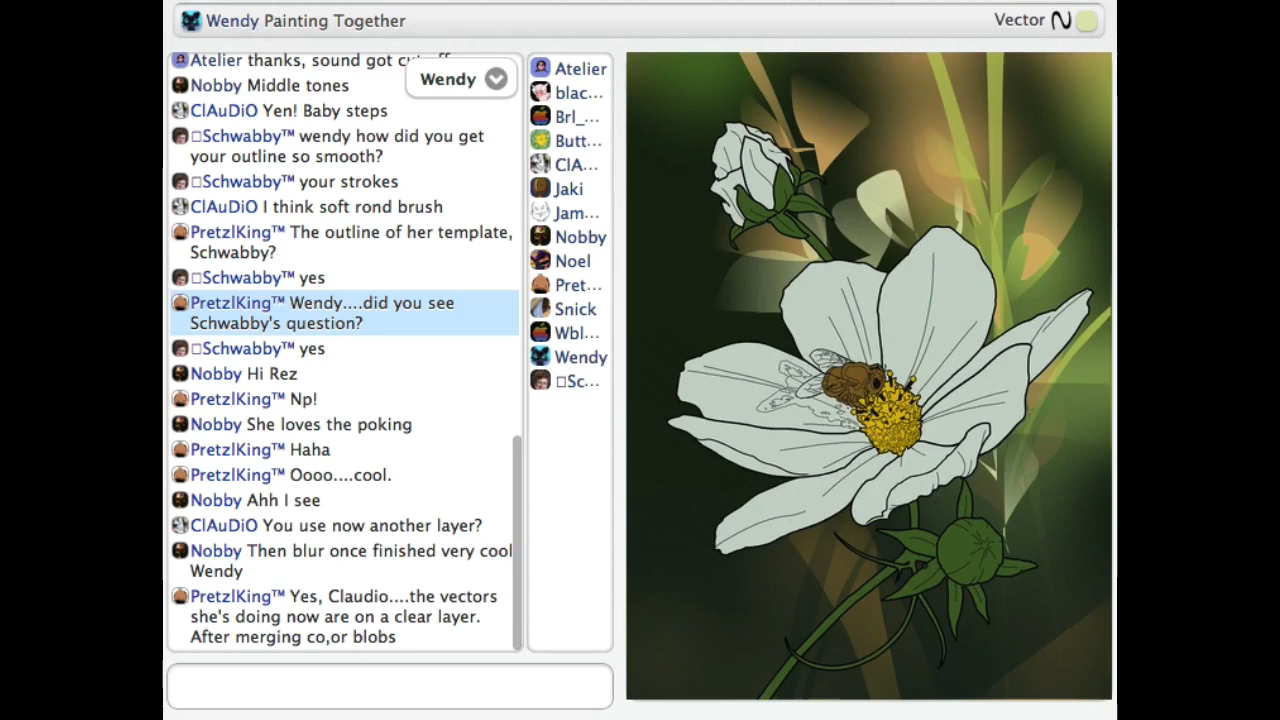 Wendy Painting Together
Vector
Atelier thanks, sound got cut off
Wendy
Nobby Middle tones
ClAuDiO Yen! Baby steps
Schwabby™ wendy how did you get
your outline so smooth?
Schwabby™ your strokes
ClAuDiO I think soft rond brush
PretzlKing™ The outline of her template,
Schwabby?
Schwabby™ yes
PretzlKing™ Wendy....did you see
Schwabby's question?
Schwabby™ yes
Nobby Hi Rez
PretzlKing™ Np!
Nobby She loves the poking
PretzlKing™ Haha
PretzlKing™ Oooo....cool.
Nobby Ahh I see
ClAuDiO You use now another layer?
Nobby Then blur once finished very cool
Wendy
PretzlKing™ Yes, Claudio....the vectors
she's doing now are on a clear layer.
After merging co,or blobs
Atelier
blac...
Brl_...
Butt...
ClA...
Jaki
Jam...
Nobby
Noel
Pret...
Snick
Wbl...
Wendy
Sc...